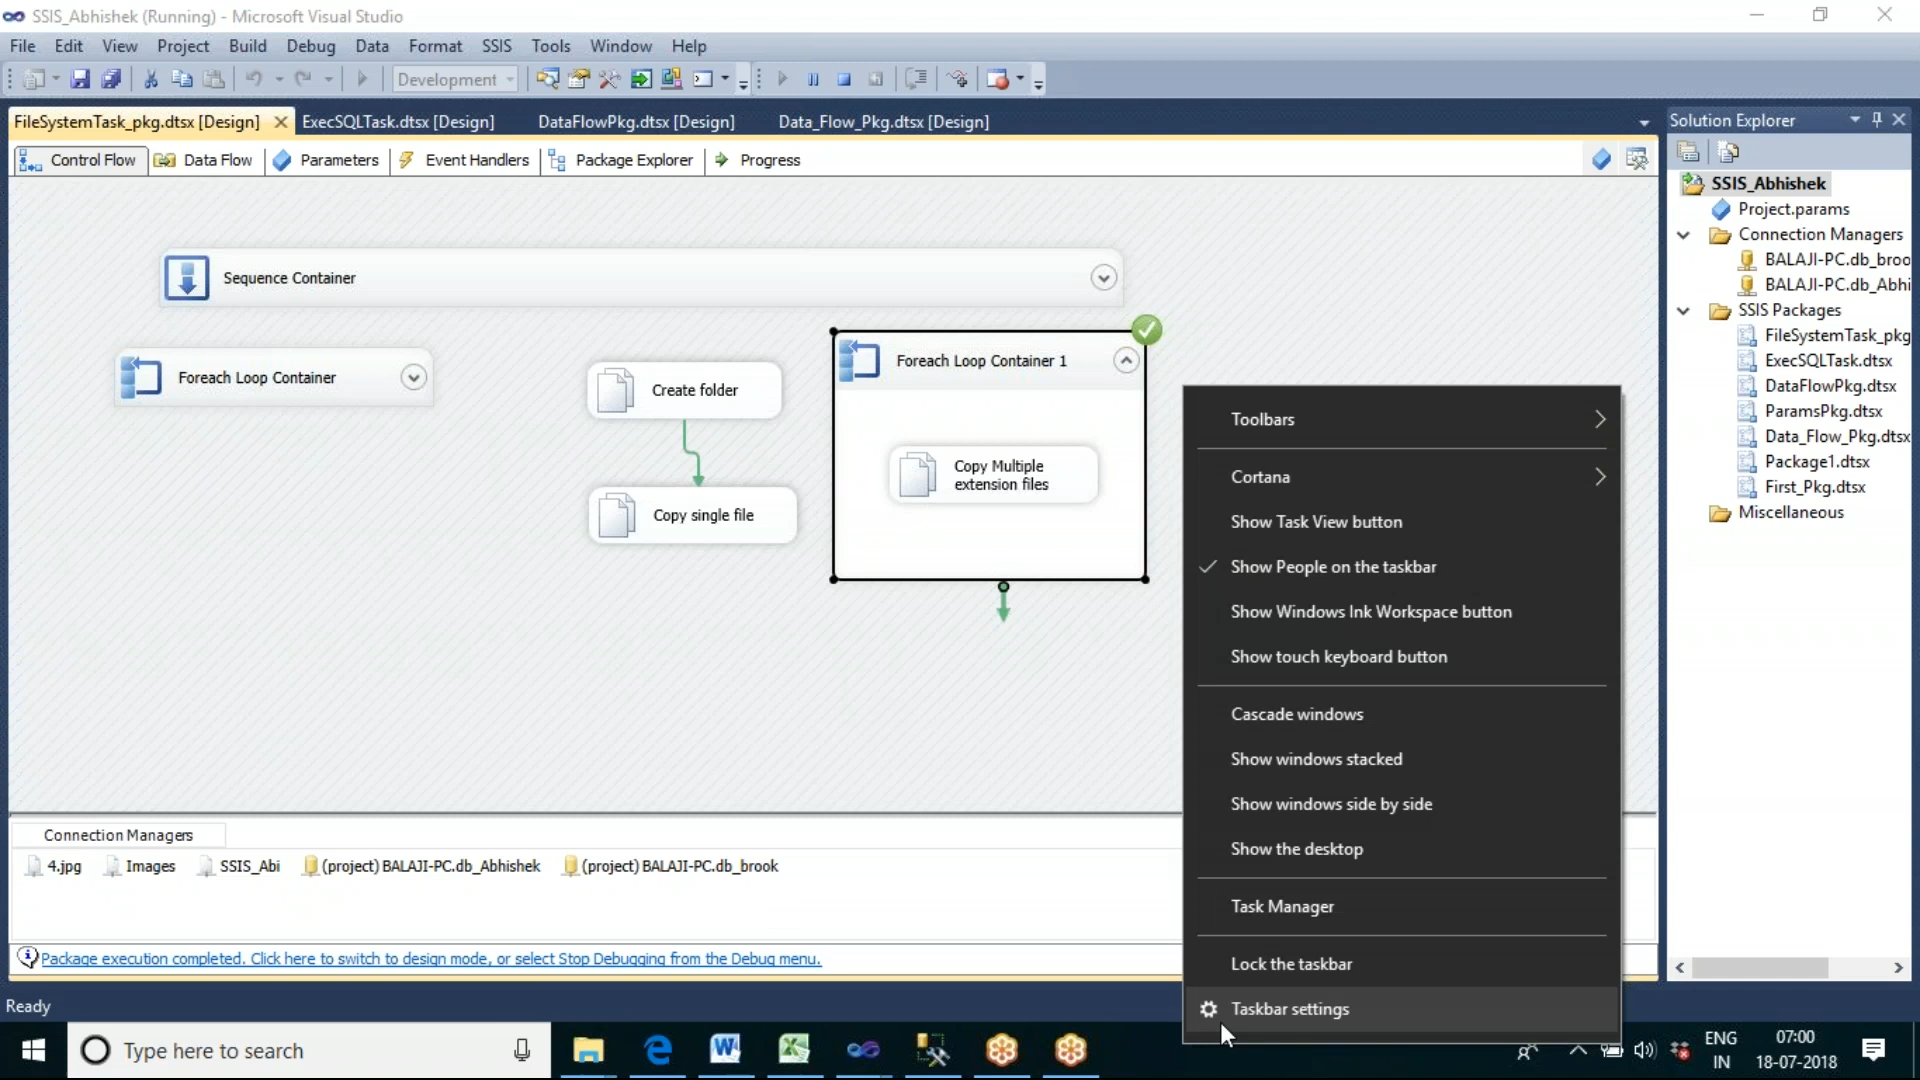 SSIS_Abhishek (Running) - Microsoft Visual Studio
File Edit View Project Build Debug Data Format SSIS Tools Window Help
Development
FileSystemTask_pkg.dtsx [Design] ExecSQLTask.dtsx [Design] DataFlowPkg.dtsx [Design] Data_Flow_Pkg.dtsx [Design]
Control Flow Data Flow Parameters Event Handlers Package Explorer Progress
Sequence Container
Foreach Loop Container
Create folder
Copy single file
Foreach Loop Container 1
Copy Multiple
extension files
Toolbars
Cortana
Show Task View button
Show People on the taskbar
Show Windows Ink Workspace button
Show touch keyboard button
Cascade windows
Show windows stacked
Show windows side by side
Show the desktop
Task Manager
Lock the taskbar
Taskbar settings
Solution Explorer
SSIS_Abhishek
Project.params
Connection Managers
BALAJI-PC.db_broo
BALAJI-PC.db_Abhi
SSIS Packages
FileSystemTask_pkg
ExecSQLTask.dtsx
DataFlowPkg.dtsx
ParamsPkg.dtsx
Data_Flow_Pkg.dtsx
Package1.dtsx
First_Pkg.dtsx
Miscellaneous
Connection Managers
4.jpg Images SSIS_Abi (project) BALAJI-PC.db_Abhishek (project) BALAJI-PC.db_brook
Package execution completed. Click here to switch to design mode, or select Stop Debugging from the Debug menu.
Ready
Type here to search
ENG
IN
07:00
18-07-2018